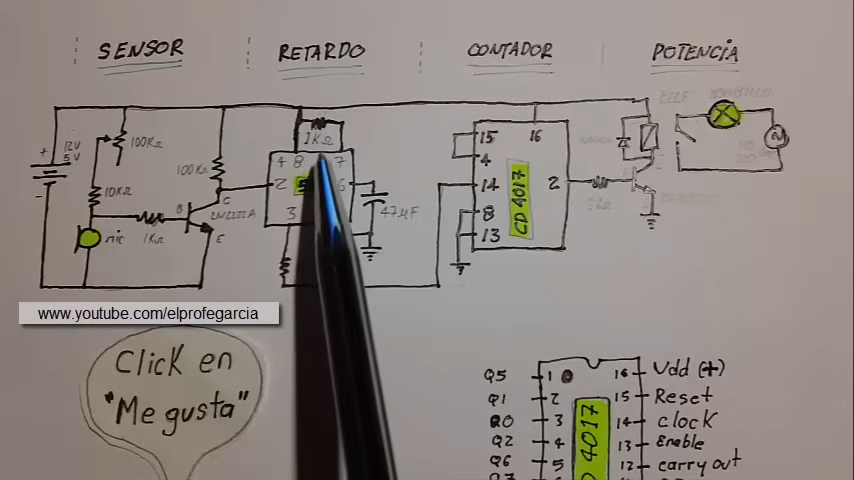 SENSOR
RETARDO
CONTADOR
POTENCIA
12V
5V
100KΩ
10KΩ
mic
1KΩ
B
C
E
2N2222A
100KΩ
1KΩ
4 8 7
2 5 6
3
47µF
15
4
14
8
13
16
2
CD 4017
www.youtube.com/elprofegarcia
Click en
"Me gusta"
Q5 1
Q1 2
Q0 3
Q2 4
Q6 5
Q7
16 Vdd (+)
15 Reset
14 clock
13 Enable
12 carry out
4017